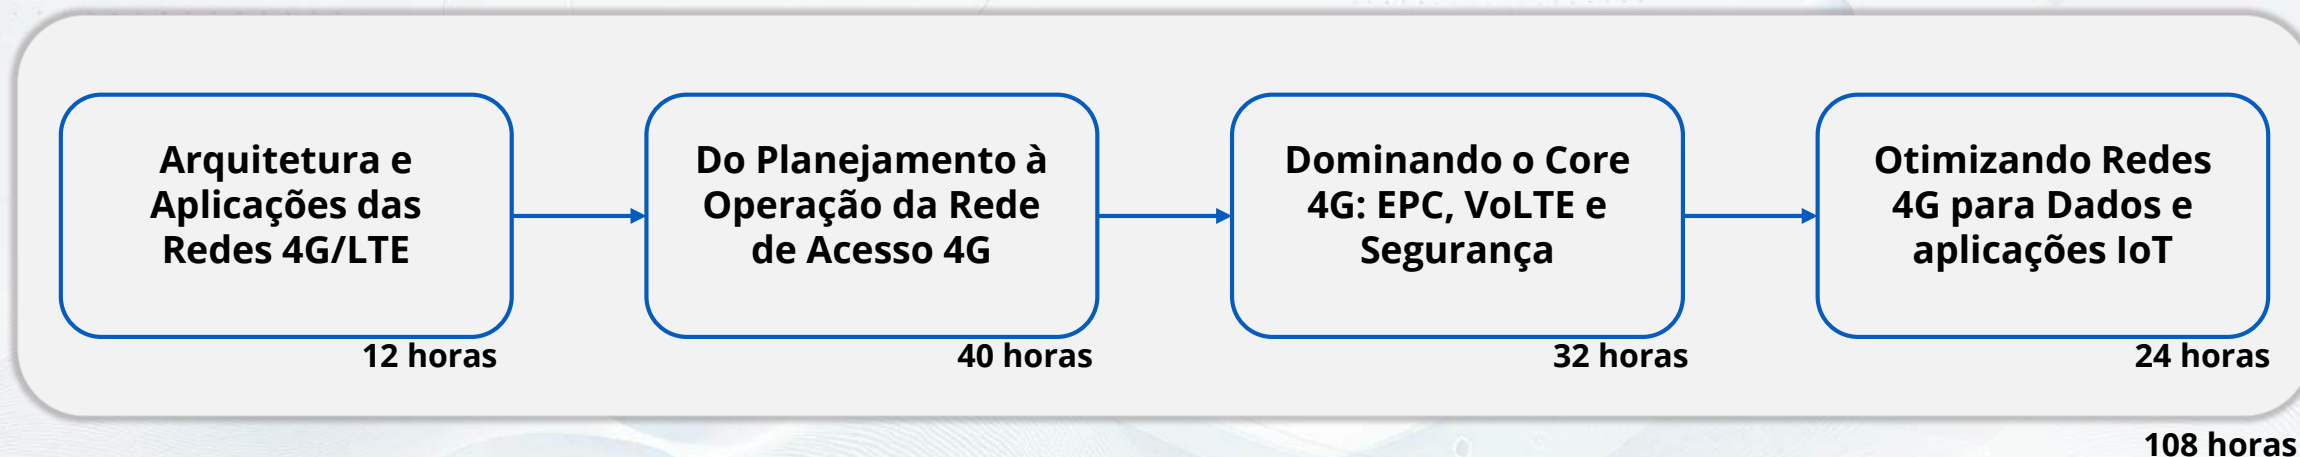 Arquitetura e
Aplicações das
Redes 4G/LTE
12 horas
Do Planejamento à
Operação da Rede
de Acesso 4G
40 horas
Dominando o Core
4G: EPC, VoLTE e
Segurança
32 horas
Otimizando Redes
4G para Dados e
aplicações IoT
24 horas
108 horas